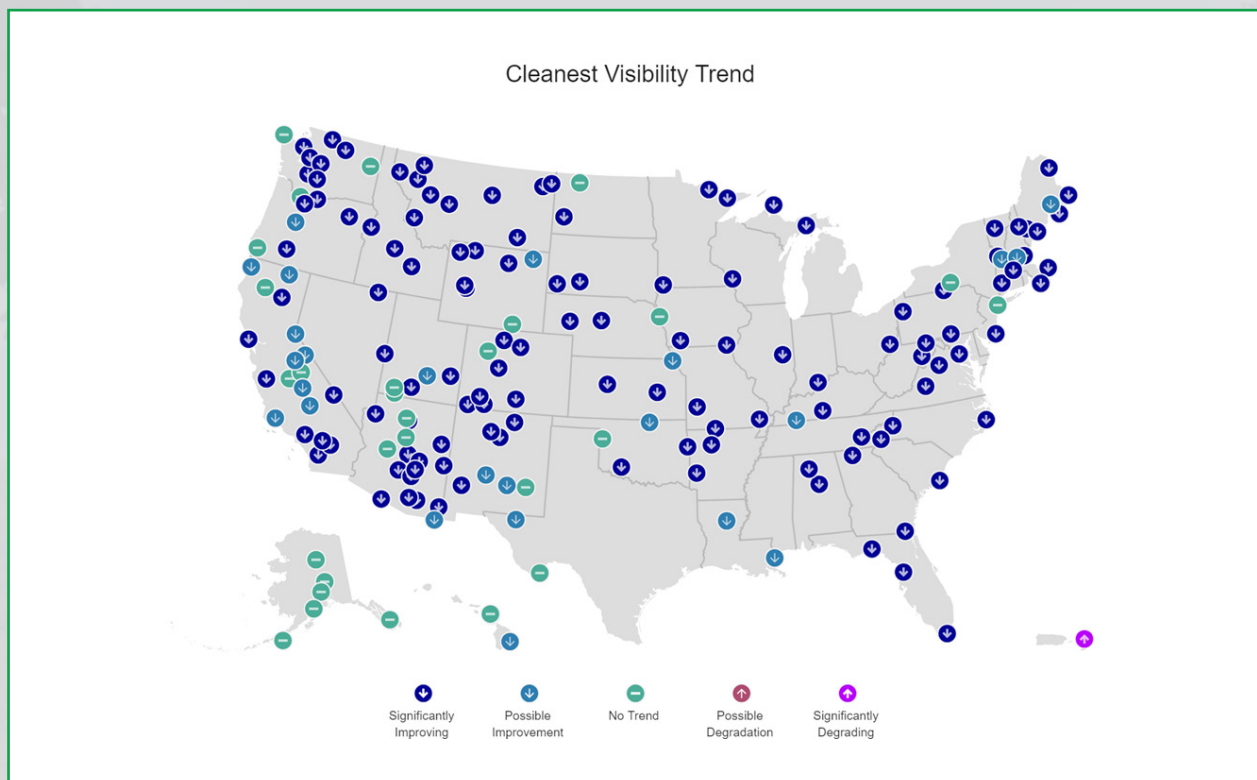 Cleanest Visibility Trend
Significantly
Improving
Possible
Improvement
No Trend
Possible
Degradation
Significantly
Degrading